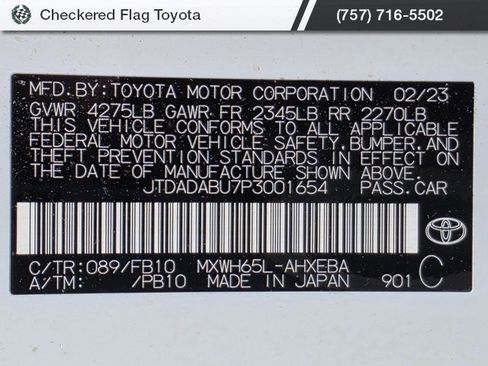 Checkered Flag Toyota
(757) 716-5502
MFD. BY: TOYOTA MOTOR CORPORATION 02/23
GVWR 4275LB GAWR FR 2345LB RR 2270LB
THIS VEHICLE CONFORMS TO ALL APPLICABLE
FEDERAL MOTOR VEHICLE SAFETY, BUMPER, AND
THEFT PREVENTION STANDARDS IN EFFECT ON
THE DATE OF MANUFACTURE SHOWN ABOVE.
JTDADABU7P3001654 PASS. CAR
C/TR: 089/FB10 MXWH65L-AHXEBA C
A/TM: /PB10 MADE IN JAPAN 901